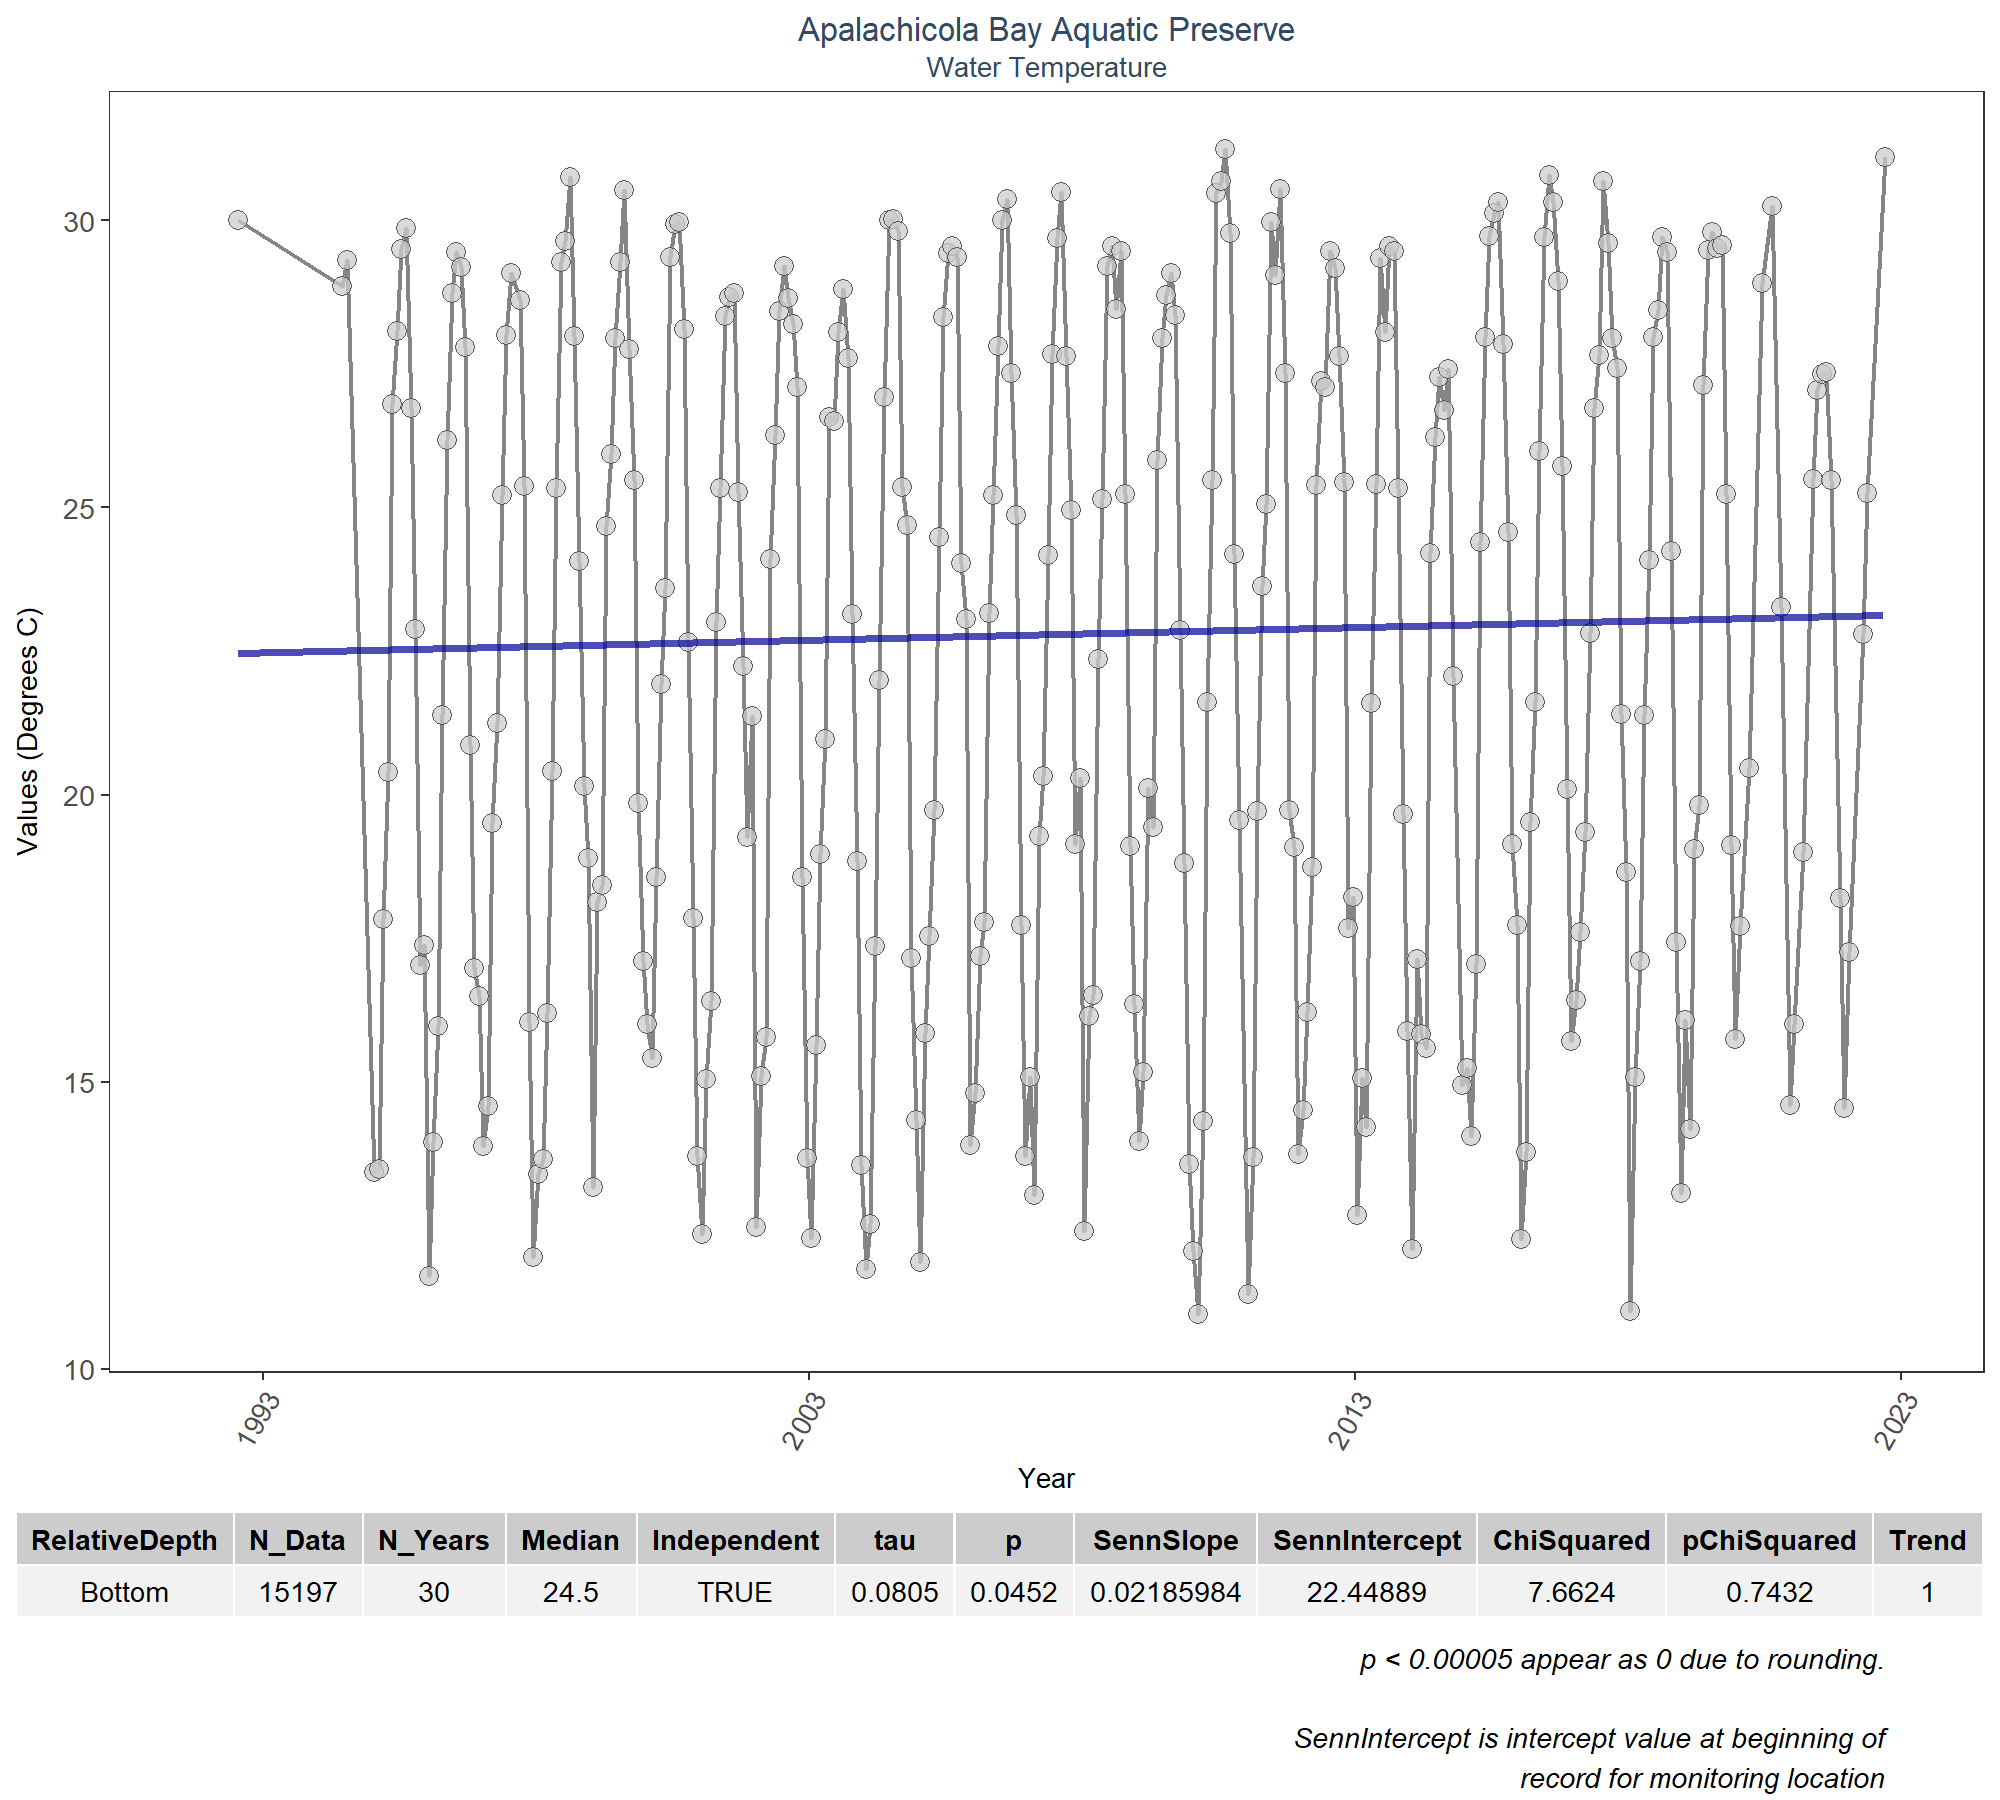 Apalachicola Bay Aquatic Preserve
Water Temperature
Values (Degrees C)
30
25
20
15
10
1993
2003
2013
2023
Year
RelativeDepth N_Data N_Years Median Independent tau p SennSlope SennIntercept ChiSquared pChiSquared Trend
Bottom 15197 30 24.5 TRUE 0.0805 0.0452 0.02185984 22.44889 7.6624 0.7432 1
p < 0.00005 appear as 0 due to rounding.
SennIntercept is intercept value at beginning of
record for monitoring location